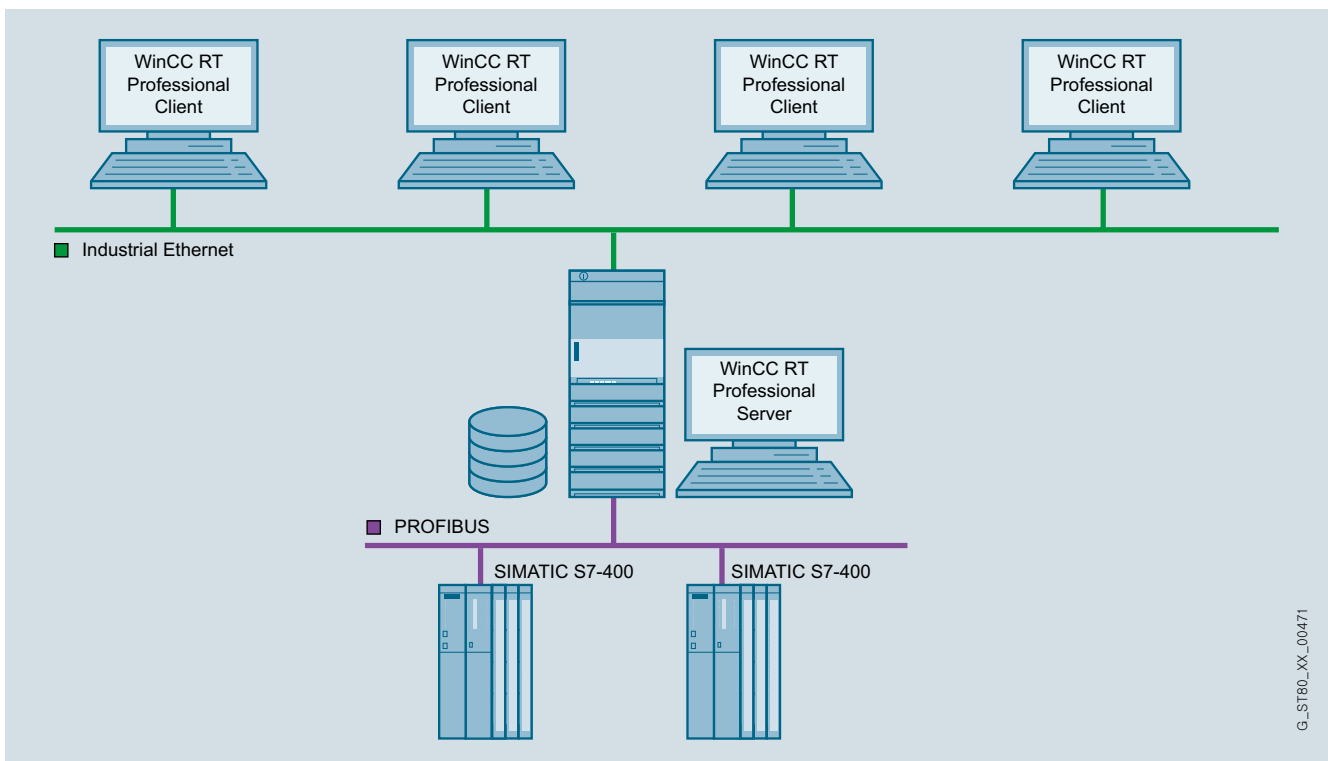 WinCC RT
Professional
Client
WinCC RT
Professional
Client
WinCC RT
Professional
Client
WinCC RT
Professional
Client
Industrial Ethernet
WinCC RT
Professional
Server
PROFIBUS
SIMATIC S7-400
SIMATIC S7-400
G_ST80_XX_00471